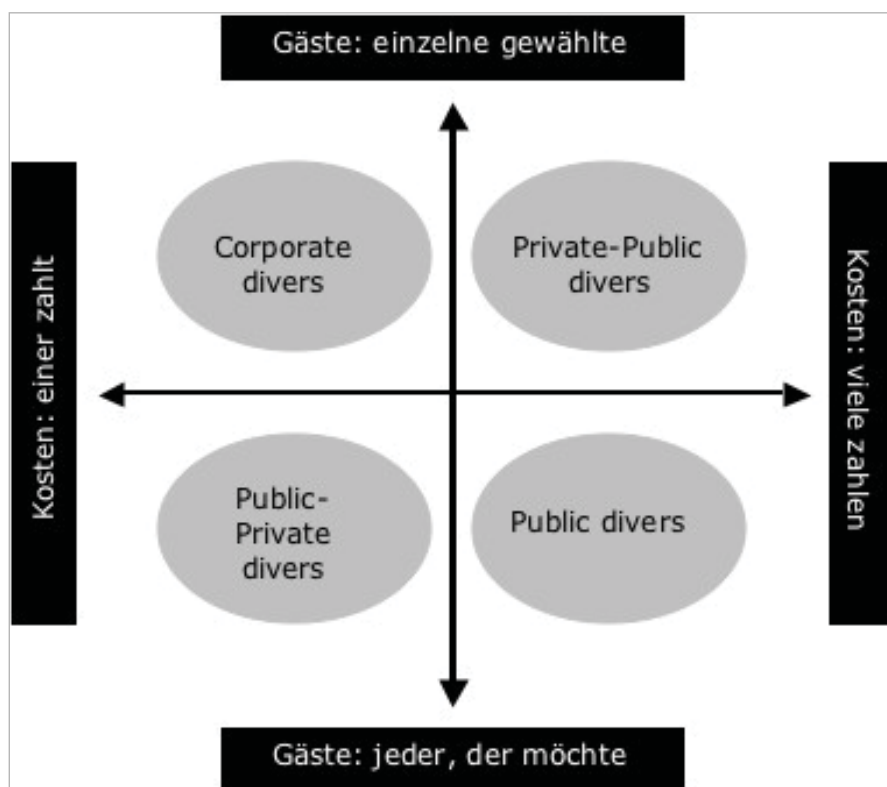 Gäste: einzelne gewählte
Kosten: einer zahlt
Corporate
divers
Private-Public
divers
Kosten: viele zahlen
Public-
Private
divers
Public divers
Gäste: jeder, der möchte